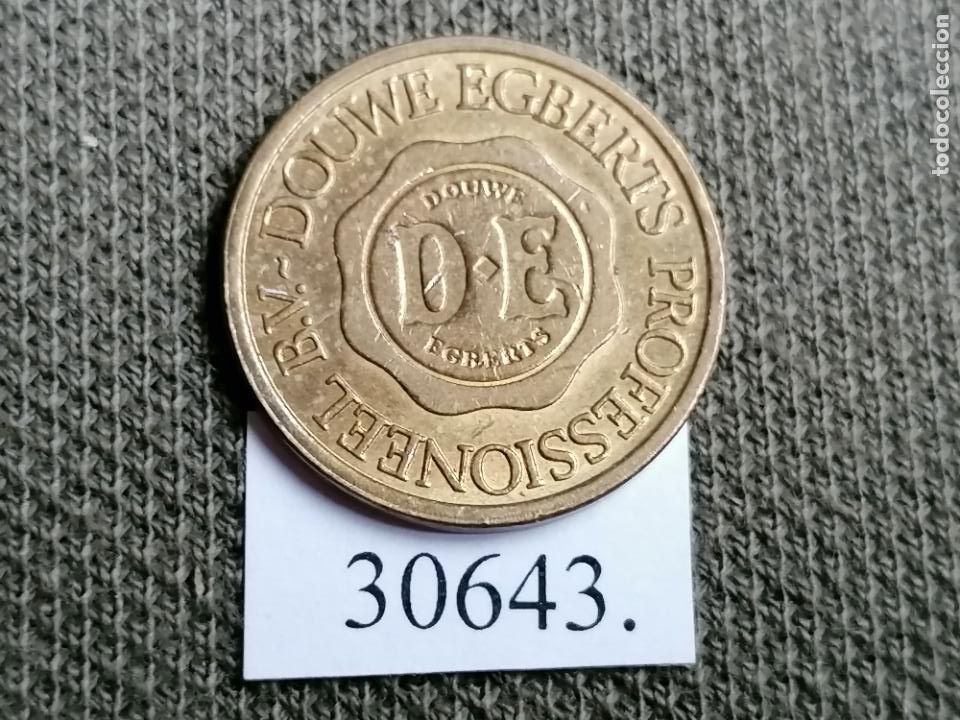 DOUWE EGBERTS PROFESSIONEEL B.V.~
DOUWE
D·E
EGBERTS
30643.
todocoleccion